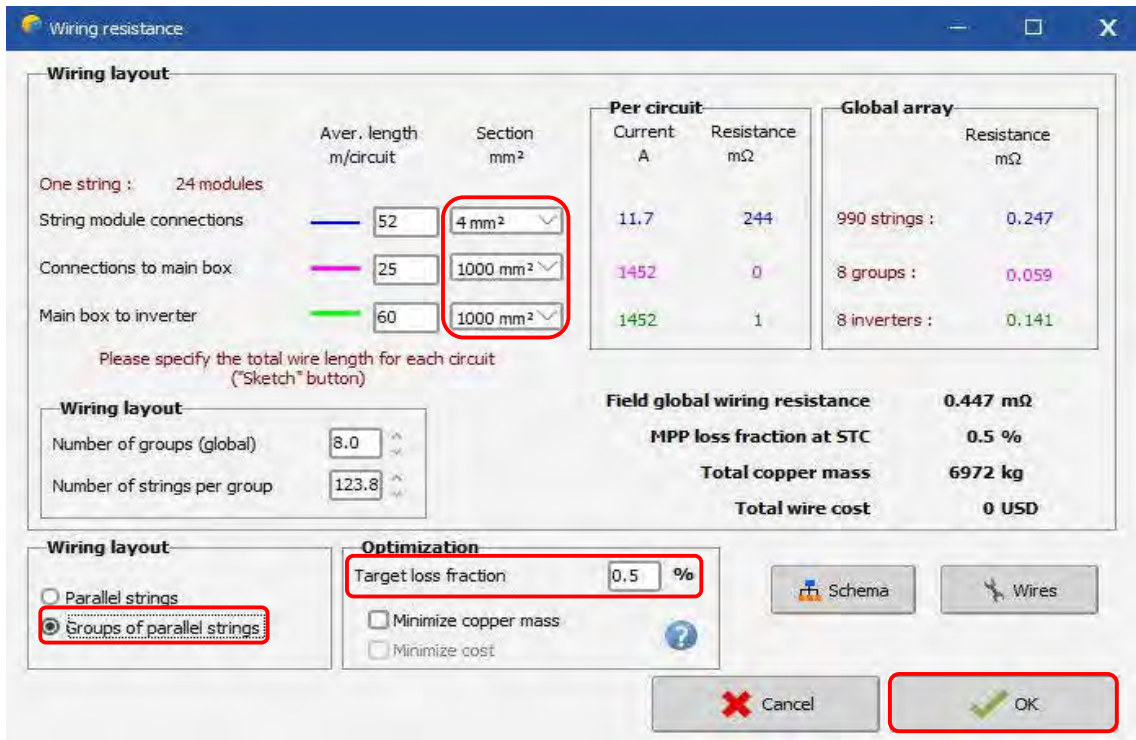 Wiring resistance
Wiring layout
Per circuit
Global array
Aver. length Section Current Resistance Resistance
m/circuit mm² A mΩ mΩ
One string : 24 modules
String module connections 52 4 mm² 11.7 244 990 strings : 0.247
Connections to main box 25 1000 mm² 1452 0 8 groups : 0.059
Main box to inverter 60 1000 mm² 1452 1 8 inverters : 0.141
Please specify the total wire length for each circuit
("Sketch" button)
Wiring layout
Number of groups (global) 8.0
Number of strings per group 123.8
Field global wiring resistance 0.447 mΩ
MPP loss fraction at STC 0.5 %
Total copper mass 6972 kg
Total wire cost 0 USD
Wiring layout
Parallel strings
Groups of parallel strings
Optimization
Target loss fraction 0.5 %
Minimize copper mass
Minimize cost
?
Schema
Wires
Cancel
OK